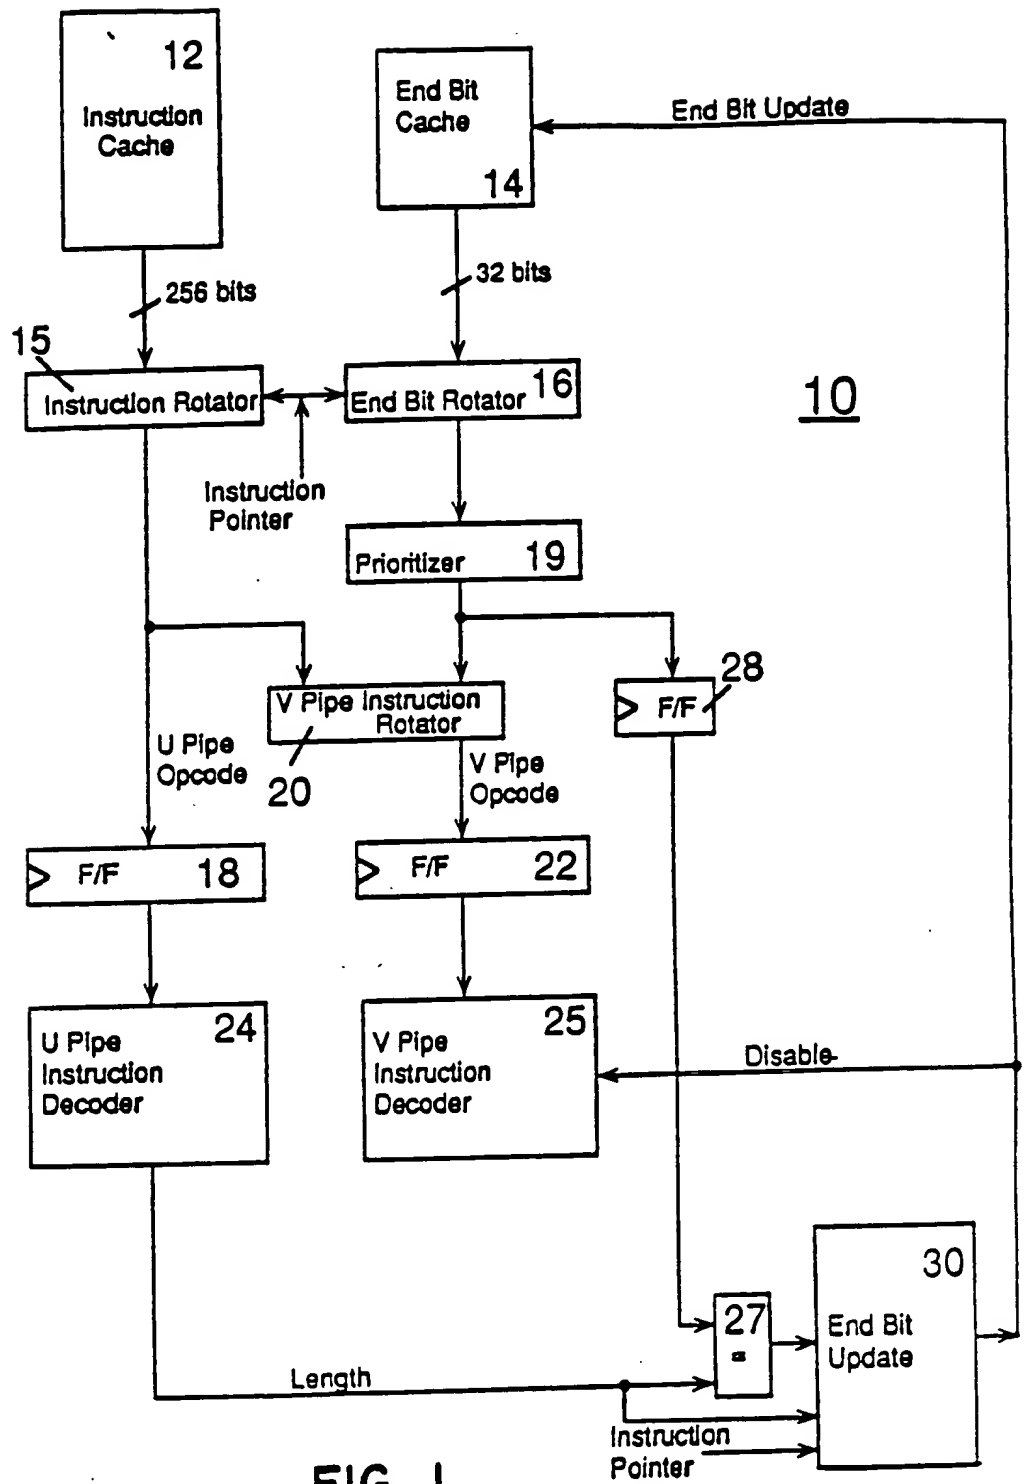 12
Instruction
Cache
End Bit
Cache
14
End Bit Update
256 bits
32 bits
15
Instruction Rotator
16
End Bit Rotator
10
Instruction
Pointer
Prioritizer 19
V Pipe Instruction
Rotator
20
F/F
28
U Pipe
Opcode
V Pipe
Opcode
F/F 18
F/F 22
24
U Pipe
Instruction
Decoder
25
V Pipe
Instruction
Decoder
Disable
30
End Bit
Update
27
=
Length
Instruction
Pointer
FIG. 1